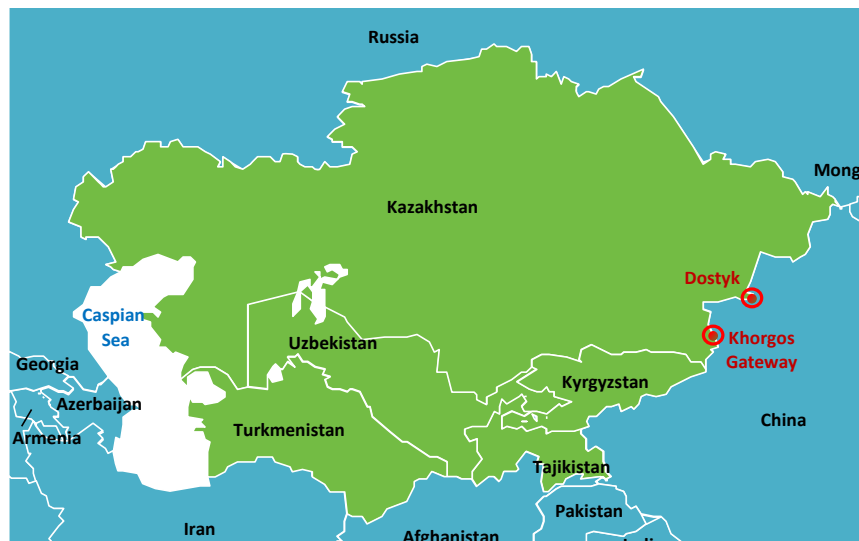 Russia
Mong
Kazakhstan
Dostyk
Caspian
Sea
Khorgos
Gateway
Uzbekistan
Georgia
Kyrgyzstan
Azerbaijan
China
Armenia
Turkmenistan
Tajikistan
Pakistan
Iran
Afghanistan